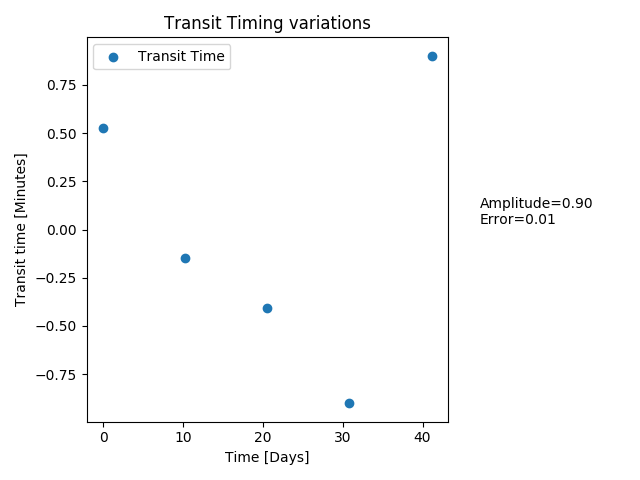 Transit Timing variations
Transit Time
0.75
0.50
0.25
0.00
−0.25
−0.50
−0.75
Transit time [Minutes]
0
10
20
30
40
Time [Days]
Amplitude=0.90
Error=0.01